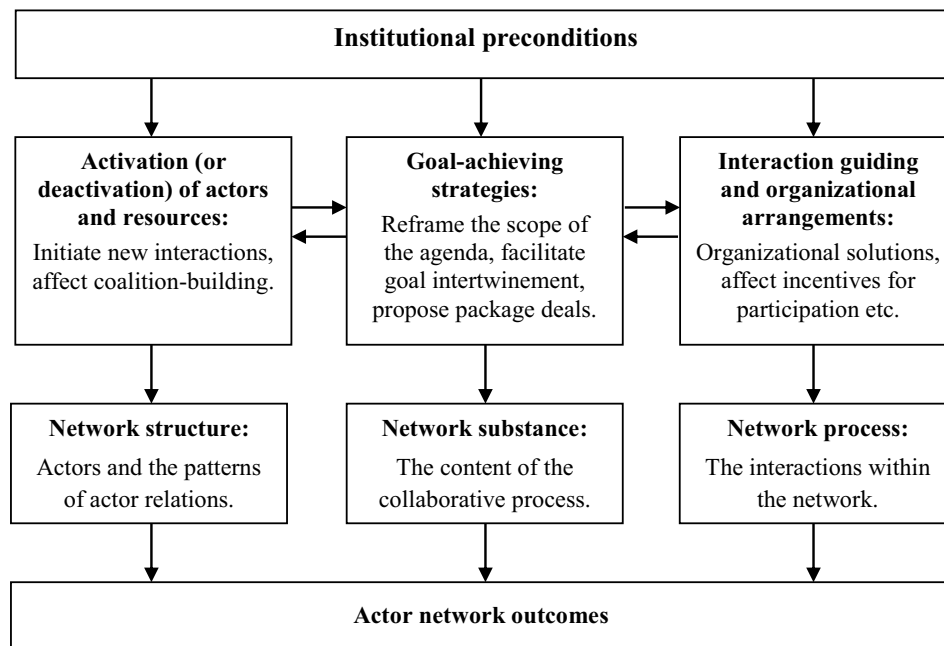 Institutional preconditions
Activation (or
deactivation) of actors
and resources:
Initiate new interactions,
affect coalition-building.
Goal-achieving
strategies:
Reframe the scope of
the agenda, facilitate
goal intertwinement,
propose package deals.
Interaction guiding
and organizational
arrangements:
Organizational solutions,
affect incentives for
participation etc.
Network structure:
Actors and the patterns
of actor relations.
Network substance:
The content of the
collaborative process.
Network process:
The interactions within
the network.
Actor network outcomes